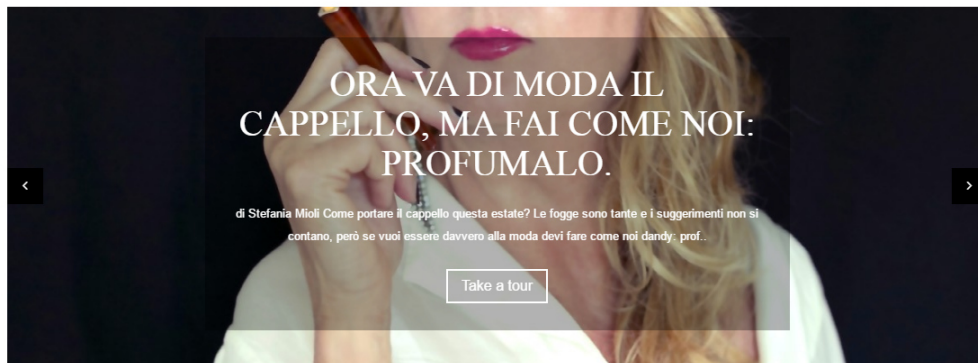 ORA VA DI MODA IL
CAPPELLO, MA FAI COME NOI:
PROFUMALO.
di Stefania Mioli Come portare il cappello questa estate? Le fogge sono tante e i suggerimenti non si
contano, però se vuoi essere davvero alla moda devi fare come noi dandy: prof..
Take a tour